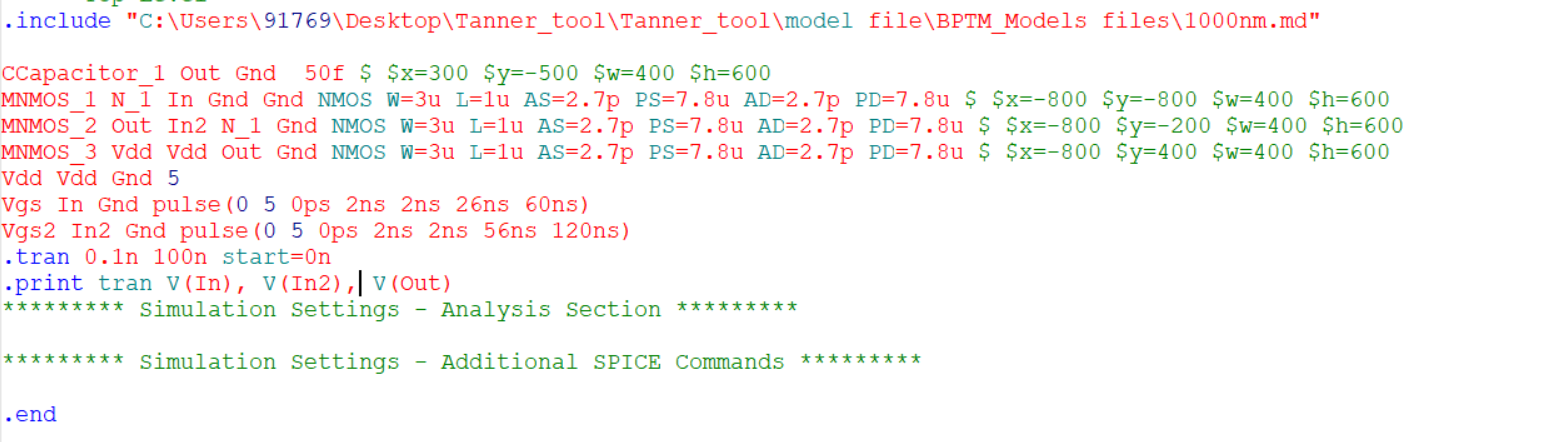 .include "C:\Users\91769\Desktop\Tanner_tool\Tanner_tool\model file\BPTM_Models files\1000nm.md"
CCapacitor_1 Out Gnd  50f $ $x=300 $y=-500 $w=400 $h=600
MNMOS_1 N_1 In Gnd Gnd NMOS W=3u L=1u AS=2.7p PS=7.8u AD=2.7p PD=7.8u $ $x=-800 $y=-800 $w=400 $h=600
MNMOS_2 Out In2 N_1 Gnd NMOS W=3u L=1u AS=2.7p PS=7.8u AD=2.7p PD=7.8u $ $x=-800 $y=-200 $w=400 $h=600
MNMOS_3 Vdd Vdd Out Gnd NMOS W=3u L=1u AS=2.7p PS=7.8u AD=2.7p PD=7.8u $ $x=-800 $y=400 $w=400 $h=600
Vdd Vdd Gnd 5
Vgs In Gnd pulse(0 5 0ps 2ns 2ns 26ns 60ns)
Vgs2 In2 Gnd pulse(0 5 0ps 2ns 2ns 56ns 120ns)
.tran 0.1n 100n start=0n
.print tran V(In), V(In2), V(Out)
********* Simulation Settings - Analysis Section *********
********* Simulation Settings - Additional SPICE Commands *********
.end